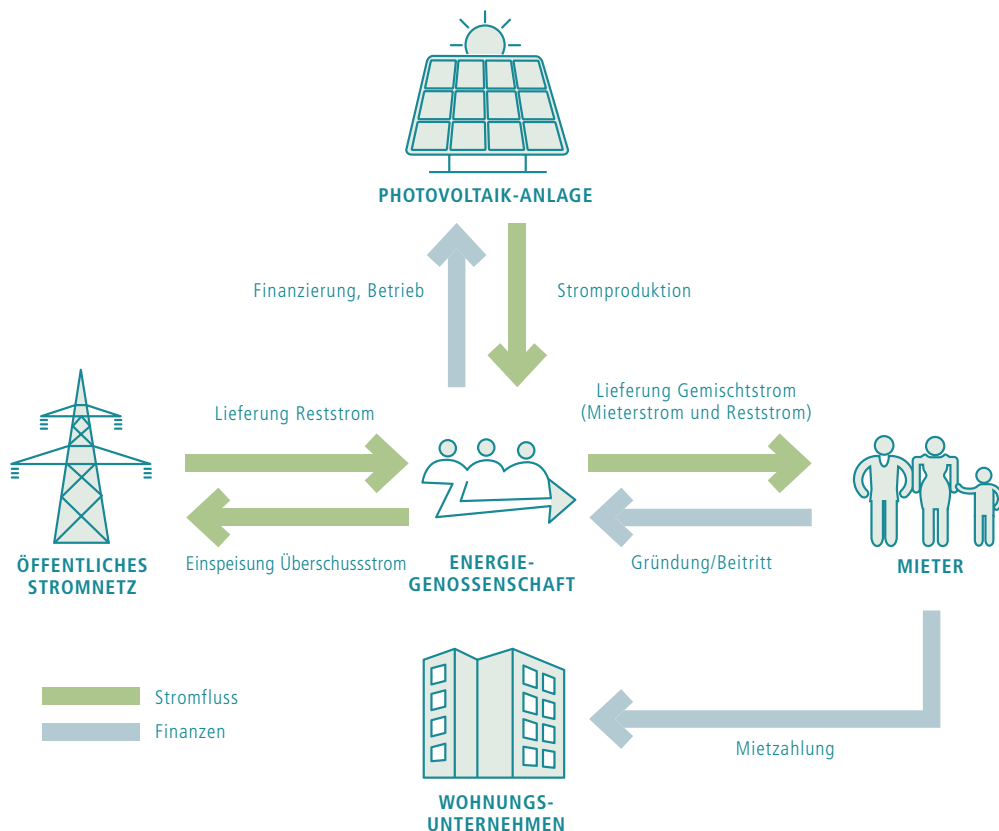 PHOTOVOLTAIK-ANLAGE
Finanzierung, Betrieb
Stromproduktion
Lieferung Reststrom
Lieferung Gemischtstrom
(Mieterstrom und Reststrom)
Einspeisung Überschussstrom
Gründung/Beitritt
ÖFFENTLICHES
STROMNETZ
ENERGIE-
GENOSSENSCHAFT
MIETER
Stromfluss
Finanzen
Mietzahlung
WOHNUNGS-
UNTERNEHMEN